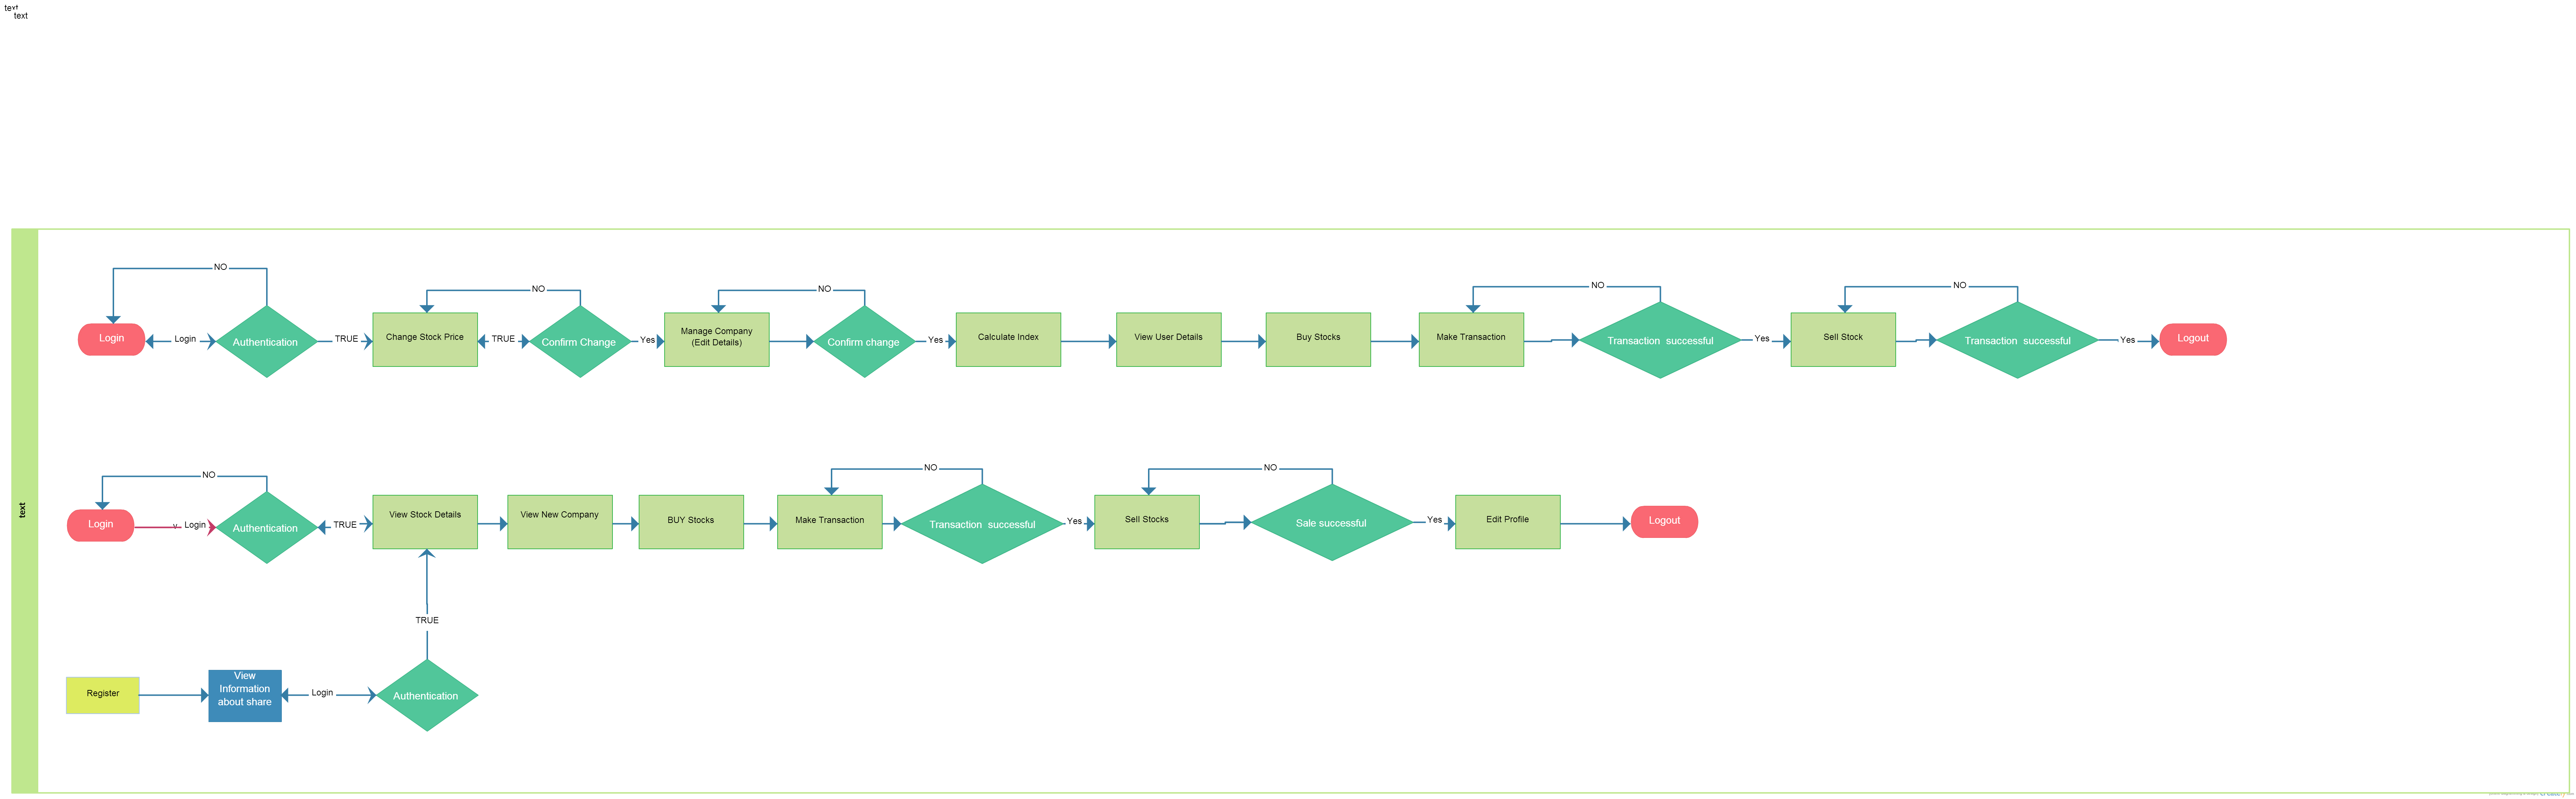 text
text
NO
NO
NO
NO
NO
Login
Login
Authentication
TRUE
Change Stock Price
TRUE
Confirm Change
Yes
Manage Company
(Edit Details)
Confirm change
Yes
Calculate Index
View User Details
Buy Stocks
Make Transaction
Transaction successful
Yes
Sell Stock
Transaction successful
Yes
Logout
NO
NO
NO
text
Login
Login
Authentication
TRUE
View Stock Details
View New Company
BUY Stocks
Make Transaction
Transaction successful
Yes
Sell Stocks
Sale successful
Yes
Edit Profile
Logout
TRUE
Register
View
Information
about share
Login
Authentication